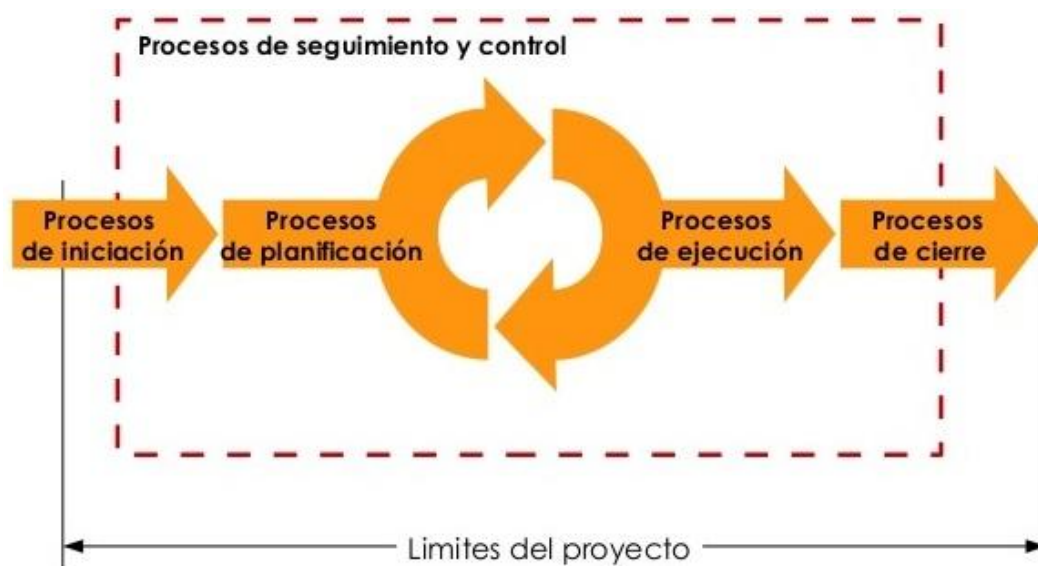 Procesos de seguimiento y control
Procesos
de iniciación
Procesos
de planificación
Procesos
de ejecución
Procesos
de cierre
Limites del proyecto